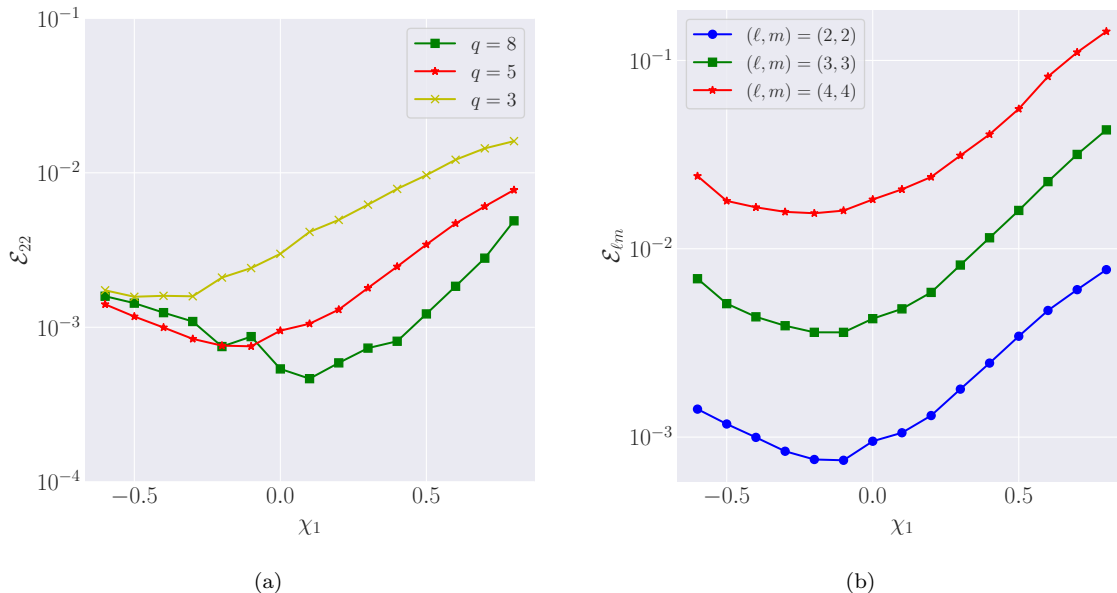 10⁻¹
10⁻²
10⁻³
10⁻⁴
ℰ₂₂
q = 8
q = 5
q = 3
−0.5
0.0
0.5
χ₁
(a)
10⁻¹
10⁻²
10⁻³
ℰℓm
(ℓ, m) = (2, 2)
(ℓ, m) = (3, 3)
(ℓ, m) = (4, 4)
−0.5
0.0
0.5
χ₁
(b)